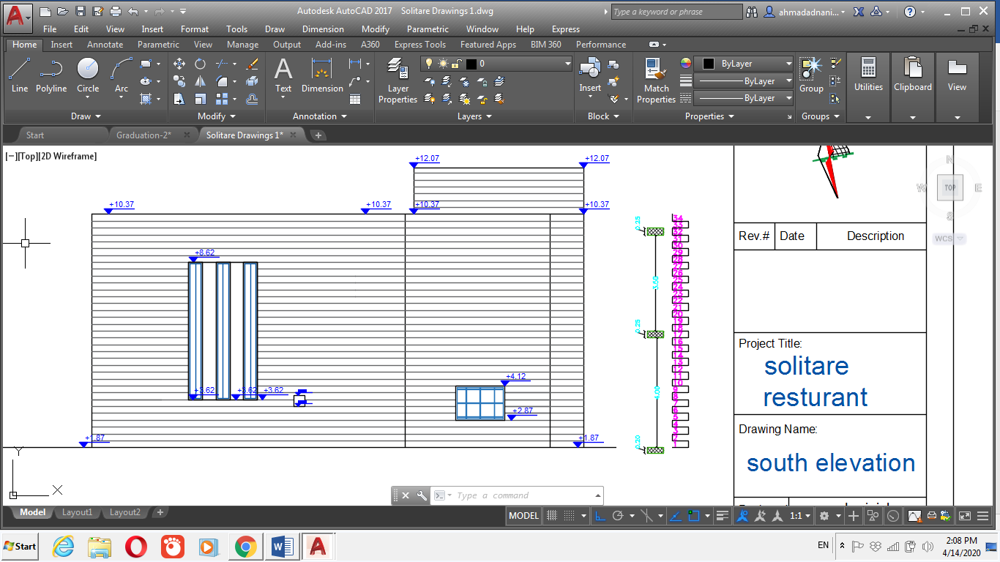 Autodesk AutoCAD 2017 Solitare Drawings 1.dwg
Type a keyword or phrase
ahmadadnani...
File Edit View Insert Format Tools Draw Dimension Modify Parametric Window Help Express
Home Insert Annotate Parametric View Manage Output Add-ins A360 Express Tools Featured Apps BIM 360 Performance
Line Polyline Circle Arc
Text Dimension
Layer Properties
0
Insert
Match Properties
ByLayer
ByLayer
ByLayer
Group
Utilities Clipboard View
Draw Modify Annotation Layers Block Properties Groups
Start Graduation-2* Solitare Drawings 1*
[−][Top][2D Wireframe]
+12.07 +12.07
+10.37 +10.37 +10.37 +10.37
+8.62
+3.62 +3.62 +3.62
+4.12
+2.87
+1.87 +1.87
0.25
3.50
0.25
4.00
0.20
34
33
32
31
30
29
28
27
26
25
24
23
22
21
20
19
18
17
16
15
14
13
12
11
10
9
8
7
6
5
4
3
2
1
N
W TOP E
S
WCS
Rev.# Date Description
Project Title:
solitare
resturant
Drawing Name:
south elevation
Y
X
Type a command
Model Layout1 Layout2
MODEL 1:1
Start
EN
2:08 PM
4/14/2020